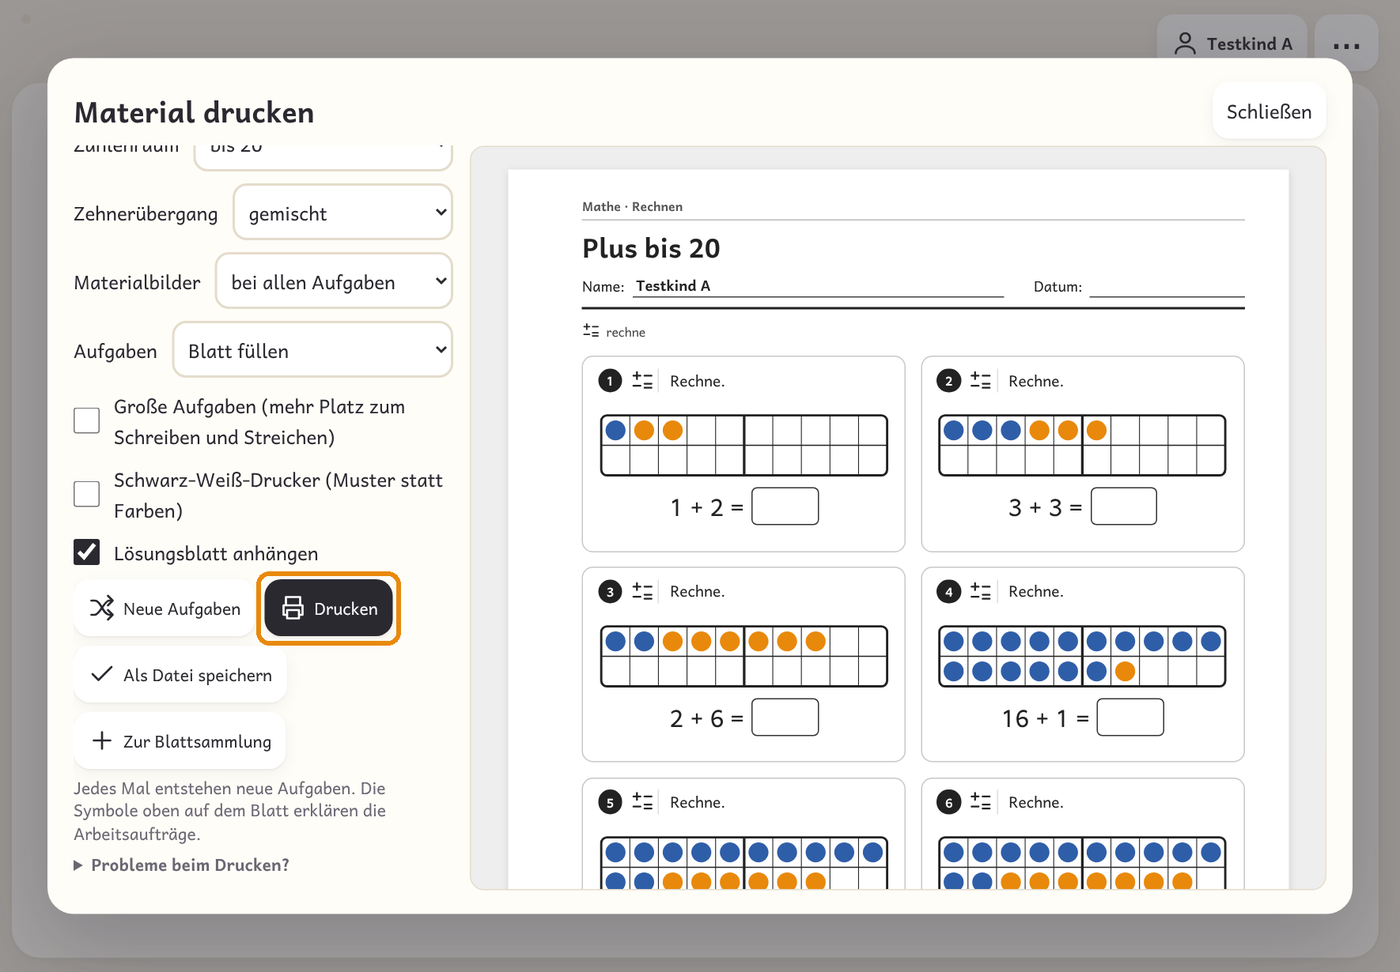 Testkind A
...
Material drucken
Schließen
Zahlenraum bis 20
Zehnerübergang gemischt
Materialbilder bei allen Aufgaben
Aufgaben Blatt füllen
Große Aufgaben (mehr Platz zum
Schreiben und Streichen)
Schwarz-Weiß-Drucker (Muster statt
Farben)
Lösungsblatt anhängen
Neue Aufgaben
Drucken
Als Datei speichern
Zur Blattsammlung
Jedes Mal entstehen neue Aufgaben. Die
Symbole oben auf dem Blatt erklären die
Arbeitsaufträge.
Probleme beim Drucken?
Mathe · Rechnen
Plus bis 20
Name: Testkind A Datum:
rechne
1 Rechne.
1 + 2 =
2 Rechne.
3 + 3 =
3 Rechne.
2 + 6 =
4 Rechne.
16 + 1 =
5 Rechne.
6 Rechne.